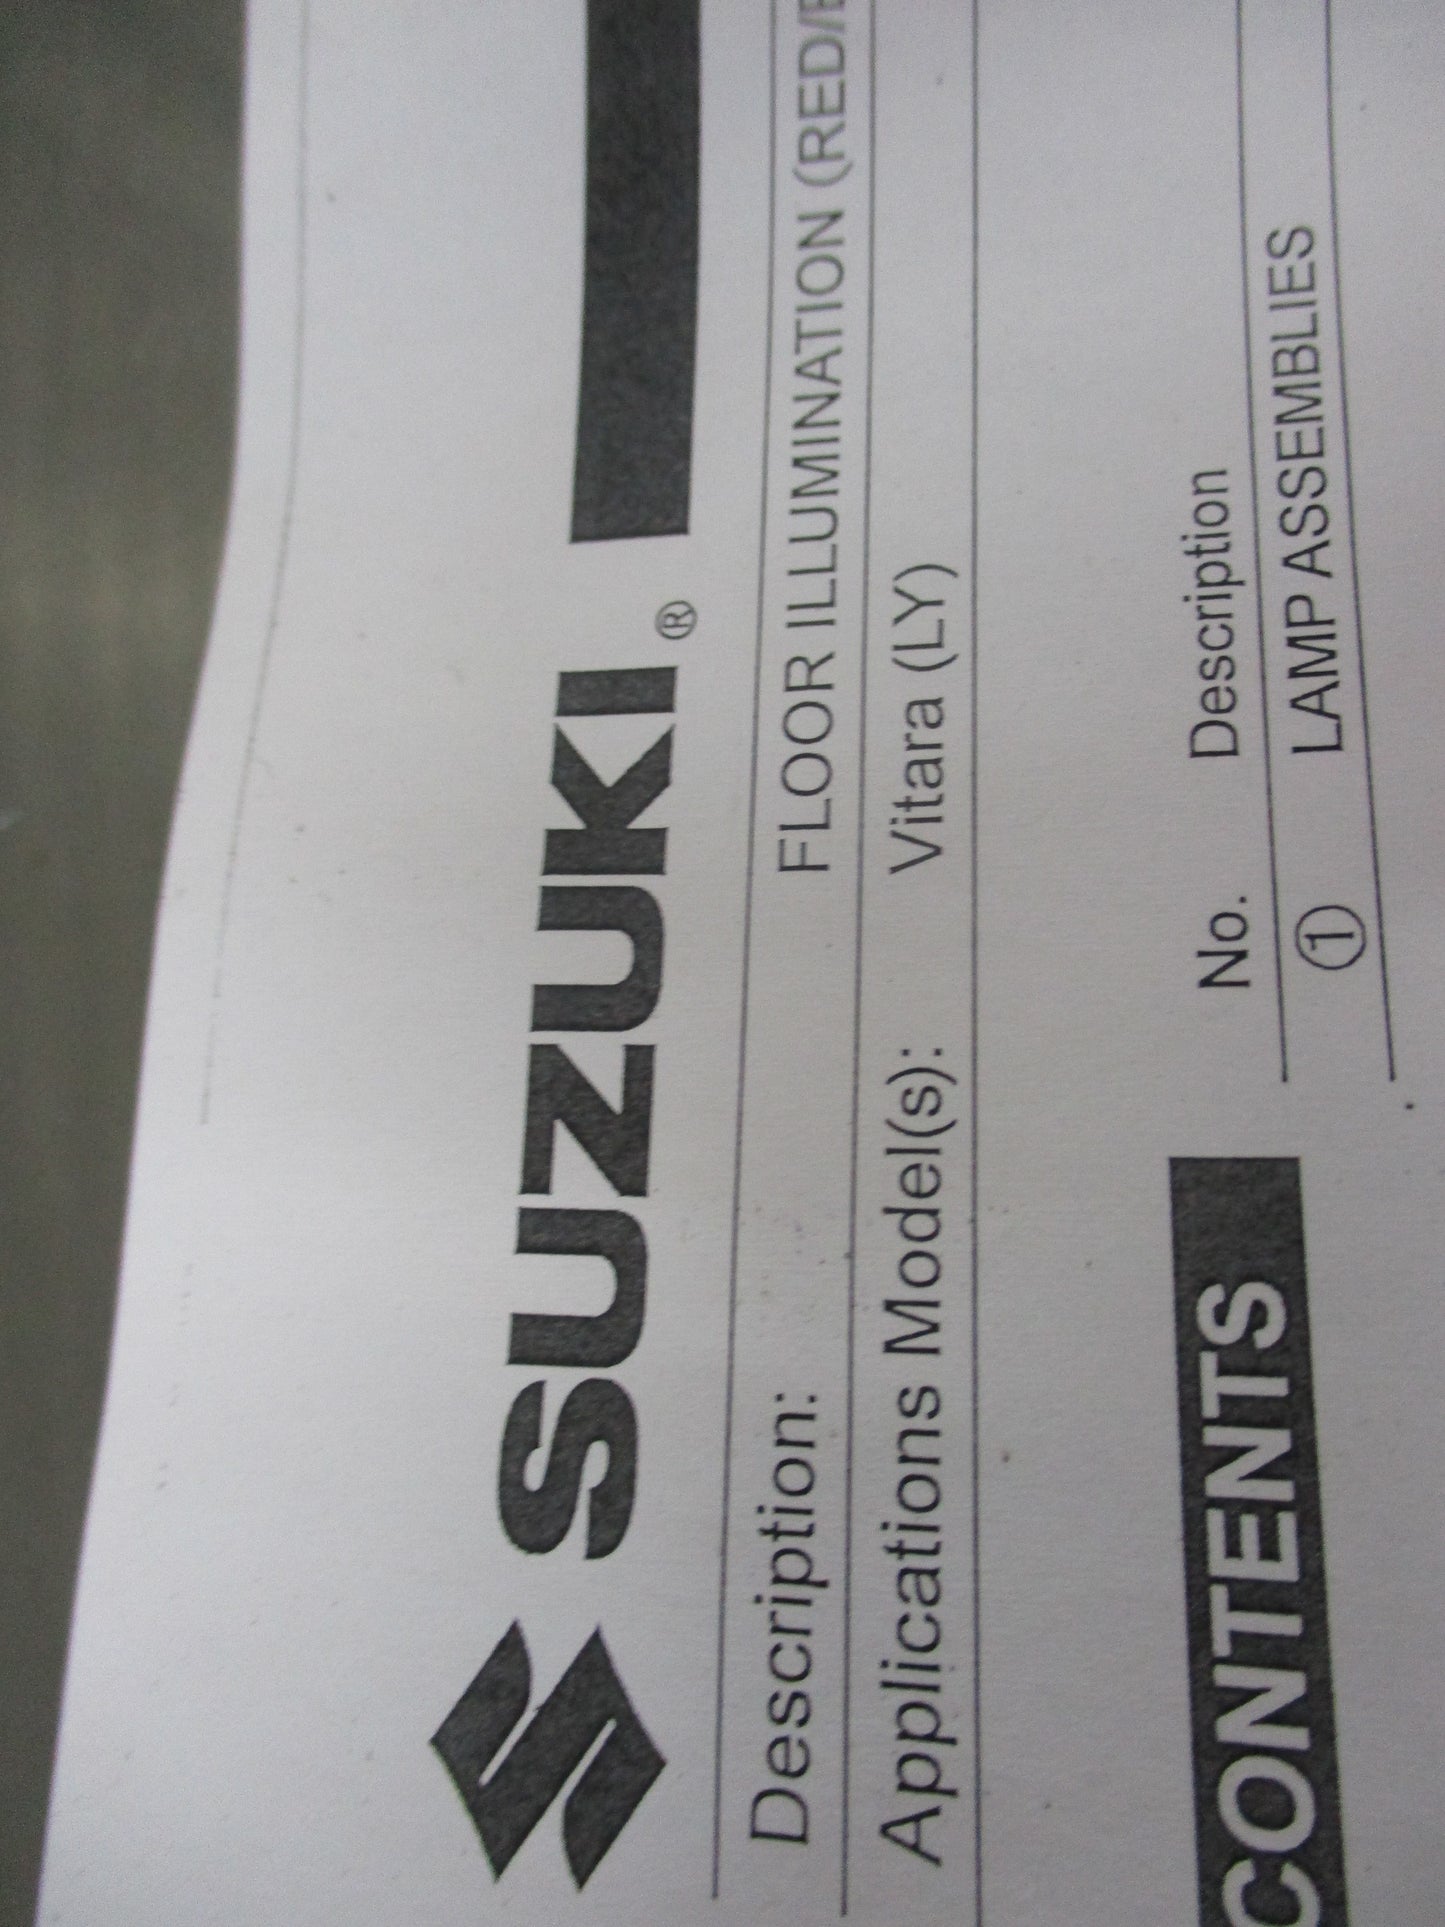 SUZUKI®
Description: FLOOR ILLUMINATION (RED/
Applications Model(s): Vitara (LY)
CONTENTS
No. Description
① LAMP ASSEMBLIES